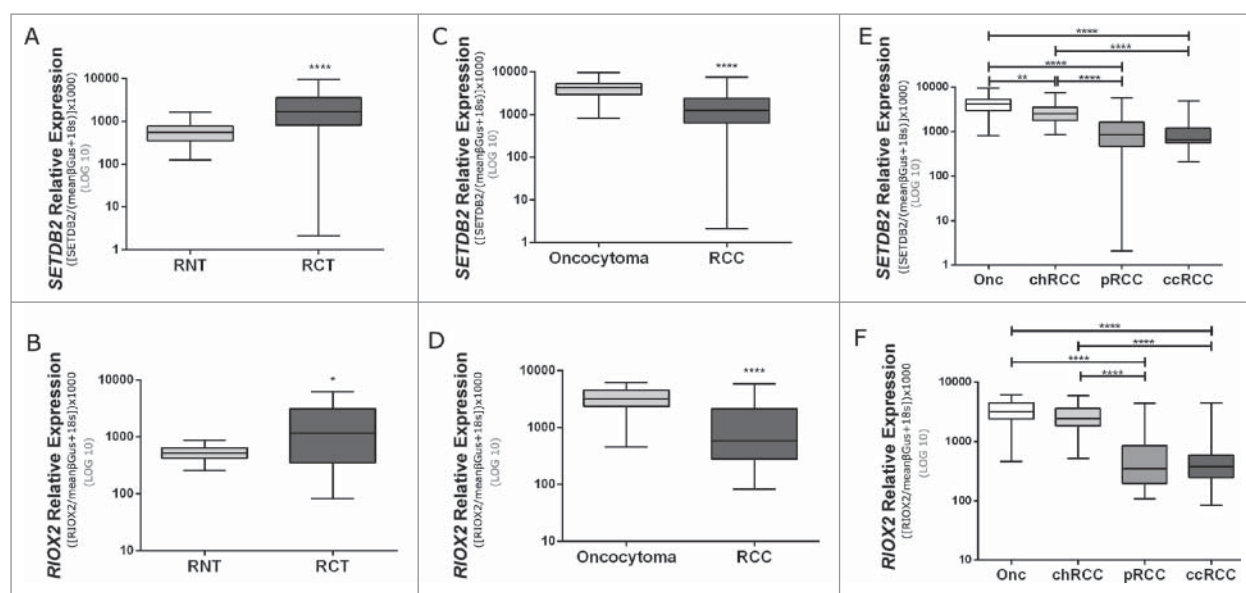 A
SETDB2 Relative Expression
([SETDB2/(meanβGus+18s)]x1000)
(LOG 10)
10000
1000
100
10
1
****
RNT
RCT
C
SETDB2 Relative Expression
([SETDB2/(meanβGus+18s)]x1000)
(LOG 10)
10000
1000
100
10
1
****
Oncocytoma
RCC
E
SETDB2 Relative Expression
([SETDB2/(meanβGus+18s)]x1000)
(LOG 10)
****
****
****
** ****
10000
1000
100
10
1
Onc
chRCC
pRCC
ccRCC
B
RIOX2 Relative Expression
([RIOX2/meanβGus+18s])x1000
(LOG 10)
10000
1000
100
10
*
RNT
RCT
D
RIOX2 Relative Expression
([RIOX2/meanβGus+18s])x1000
(LOG 10)
10000
1000
100
10
****
Oncocytoma
RCC
F
RIOX2 Relative Expression
([RIOX2/meanβGus+18s])x1000
(LOG 10)
****
****
****
****
10000
1000
100
10
Onc
chRCC
pRCC
ccRCC